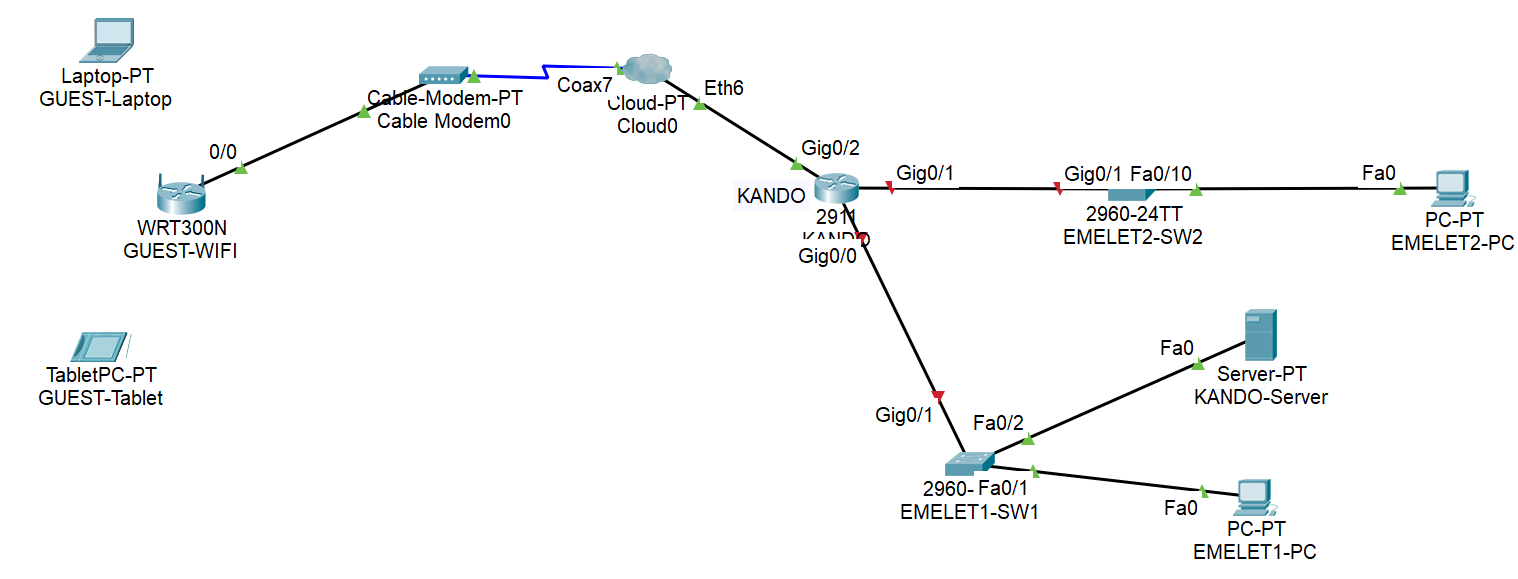 Laptop-PT
GUEST-Laptop
Cable-Modem-PT
Cable Modem0
Coax7
Cloud-PT
Cloud0
Eth6
0/0
WRT300N
GUEST-WIFI
Gig0/2
KANDO
2911
KANDO
Gig0/0
Gig0/1
Gig0/1
Fa0/10
2960-24TT
EMELET2-SW2
Fa0
PC-PT
EMELET2-PC
TabletPC-PT
GUEST-Tablet
Fa0
Server-PT
KANDO-Server
Gig0/1
Fa0/2
2960-
Fa0/1
EMELET1-SW1
Fa0
PC-PT
EMELET1-PC